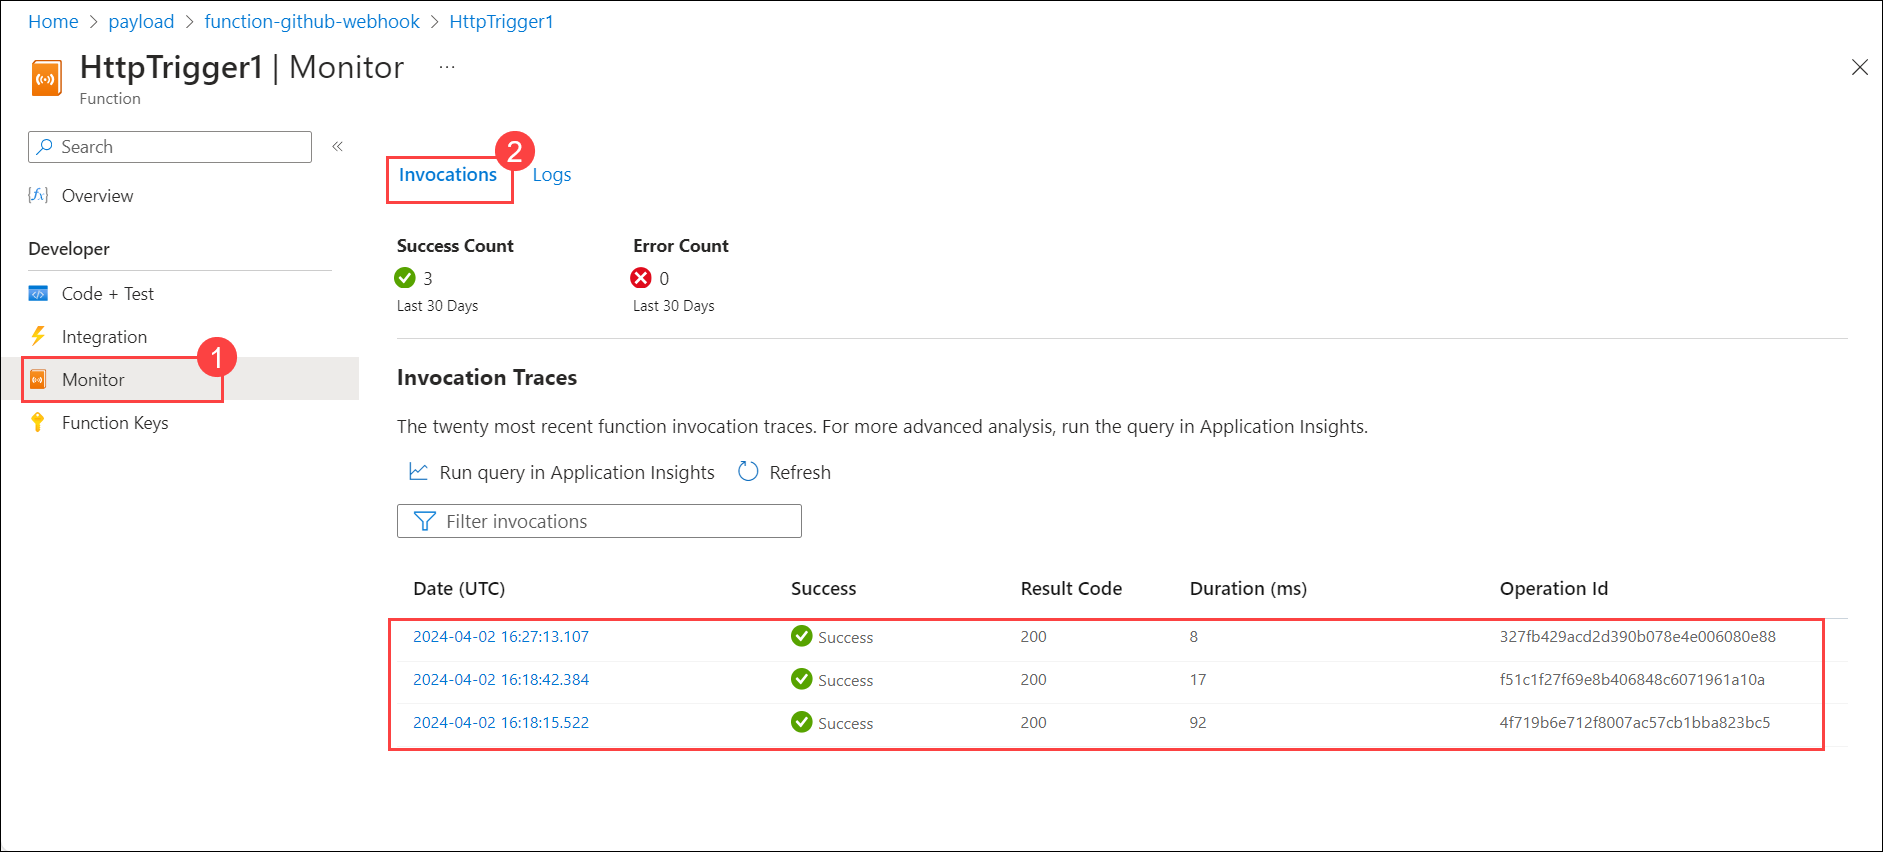 Home > payload > function-github-webhook > HttpTrigger1
HttpTrigger1 | Monitor ...
Function
Search «
Overview
Developer
Code + Test
Integration
Monitor
1
Function Keys
Invocations
2
Logs
Success Count
3
Last 30 Days
Error Count
0
Last 30 Days
Invocation Traces
The twenty most recent function invocation traces. For more advanced analysis, run the query in Application Insights.
Run query in Application Insights Refresh
Filter invocations
Date (UTC) Success Result Code Duration (ms) Operation Id
2024-04-02 16:27:13.107 Success 200 8 327fb429acd2d390b078e4e006080e88
2024-04-02 16:18:42.384 Success 200 17 f51c1f27f69e8b406848c6071961a10a
2024-04-02 16:18:15.522 Success 200 92 4f719b6e712f8007ac57cb1bba823bc5